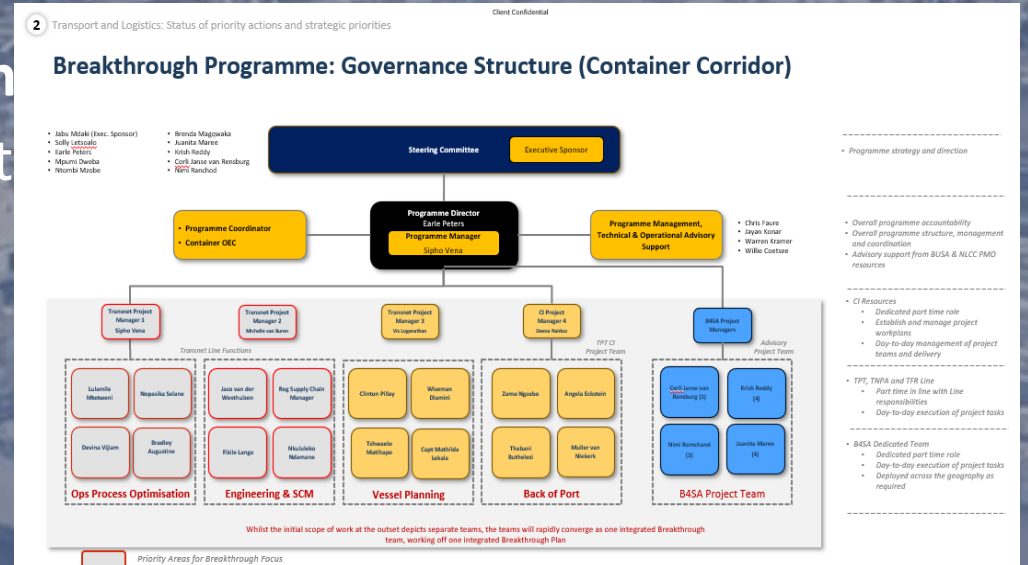 Client Confidential
2 Transport and Logistics: Status of priority actions and strategic priorities
Breakthrough Programme: Governance Structure (Container Corridor)
• Jabu Mdaki (Exec. Sponsor)
• Solly Letsoalo
• Earle Peters
• Mpumi Dweba
• Ntombi Mzobe
• Brenda Magqwaka
• Juanita Maree
• Krish Reddy
• Corli Janse van Rensburg
• Nimi Ranchod
Steering Committee
Executive Sponsor
• Programme strategy and direction
• Programme Coordinator
• Container OEC
Programme Director
Earle Peters
Programme Manager
Sipho Vena
Programme Management,
Technical & Operational Advisory
Support
• Chris Faure
• Jayan Konar
• Warren Kramer
• Willie Coetsee
• Overall programme accountability
• Overall programme structure, management
and coordination
• Advisory support from BUSA & NLCC PMO
resources
Transnet Project
Manager 1
Sipho Vena
Transnet Project
Manager 2
Michelle van Buren
Transnet Project
Manager 3
Vis Loganathan
CI Project
Manager 4
Deena Naidoo
B4SA Project
Managers
Transnet Line Functions
TPT CI
Project Team
Advisory
Project Team
• CI Resources
• Dedicated part time role
• Establish and manage project
workplans
• Day-to-day management of project
teams and delivery
Lulamile
Mbetweni
Nopasika Selane
Devina Vijiam
Bradley
Augustine
Ops Process Optimisation
Jaco van der
Westhuizen
Reg Supply Chain
Manager
Fikile Langa
Nkululeko
Ndamane
Engineering & SCM
Clinton Pillay
Wiseman
Dlamini
Tshwaelo
Matlhape
Capt Mathilda
Vessel Planning
Zamo Ngcobo
Angela Eckstein
Thabani
Buthelezi
Muller van
Niekerk
Back of Port
Corli Janse van
Rensburg (3)
Krish Reddy
(4)
Nimi Ramchand
(3)
Juanita Maree
(4)
B4SA Project Team
• TPT, TNPA and TFR Line
• Part time in line with Line
responsibilities
• Day-to-day execution of project tasks
• B4SA Dedicated Team
• Dedicated part time role
• Day-to-day execution of project tasks
• Deployed across the geography as
required
Whilst the initial scope of work at the outset depicts separate teams, the teams will rapidly converge as one integrated Breakthrough
team, working off one integrated Breakthrough Plan
Priority Areas for Breakthrough Focus